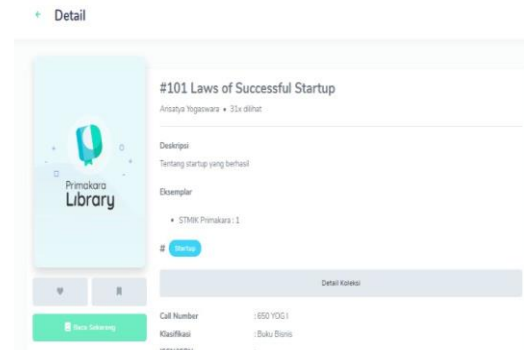 ← Detail
#101 Laws of Successful Startup
Arisatya Yogaswara • 31x dilihat
Deskripsi
Tentang startup yang berhasil
Eksemplar
• STMIK Primakara : 1
# Startup
Primakara
Library
Baca Sekarang
Detail Koleksi
Call Number : 650 YOG l
Klasifikasi : Buku Bisnis